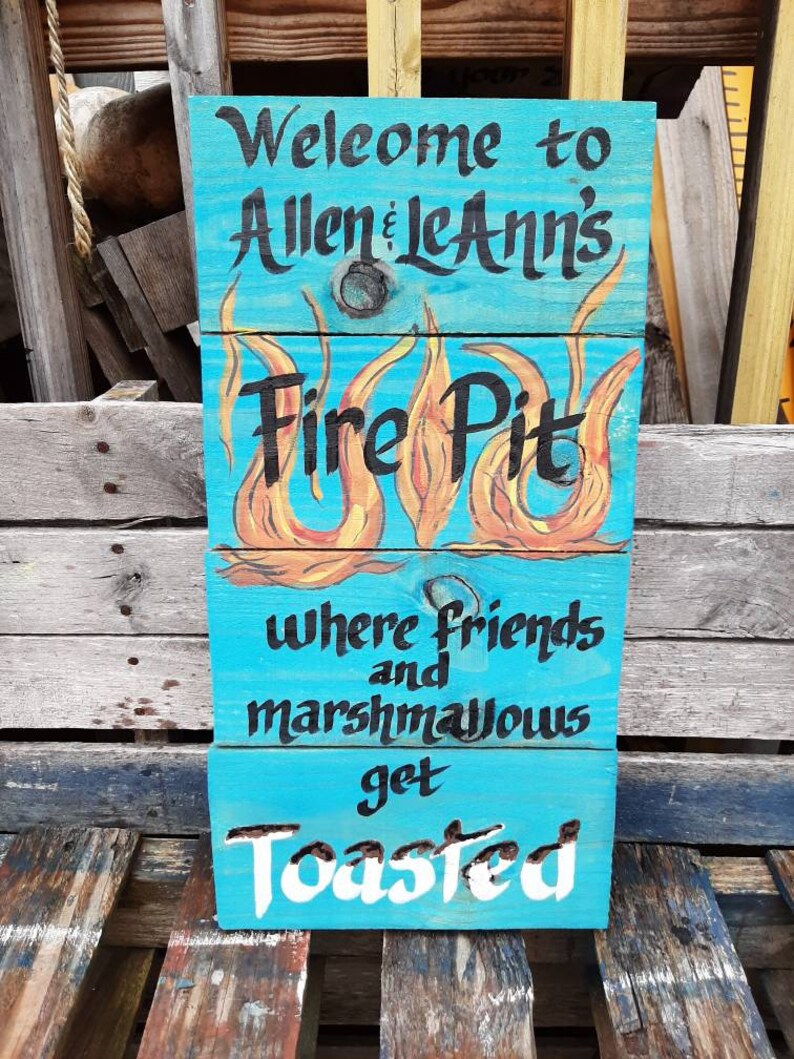 Welcome to
Allen & LeAnn's
Fire Pit
where friends
and
marshmallows
get
Toasted